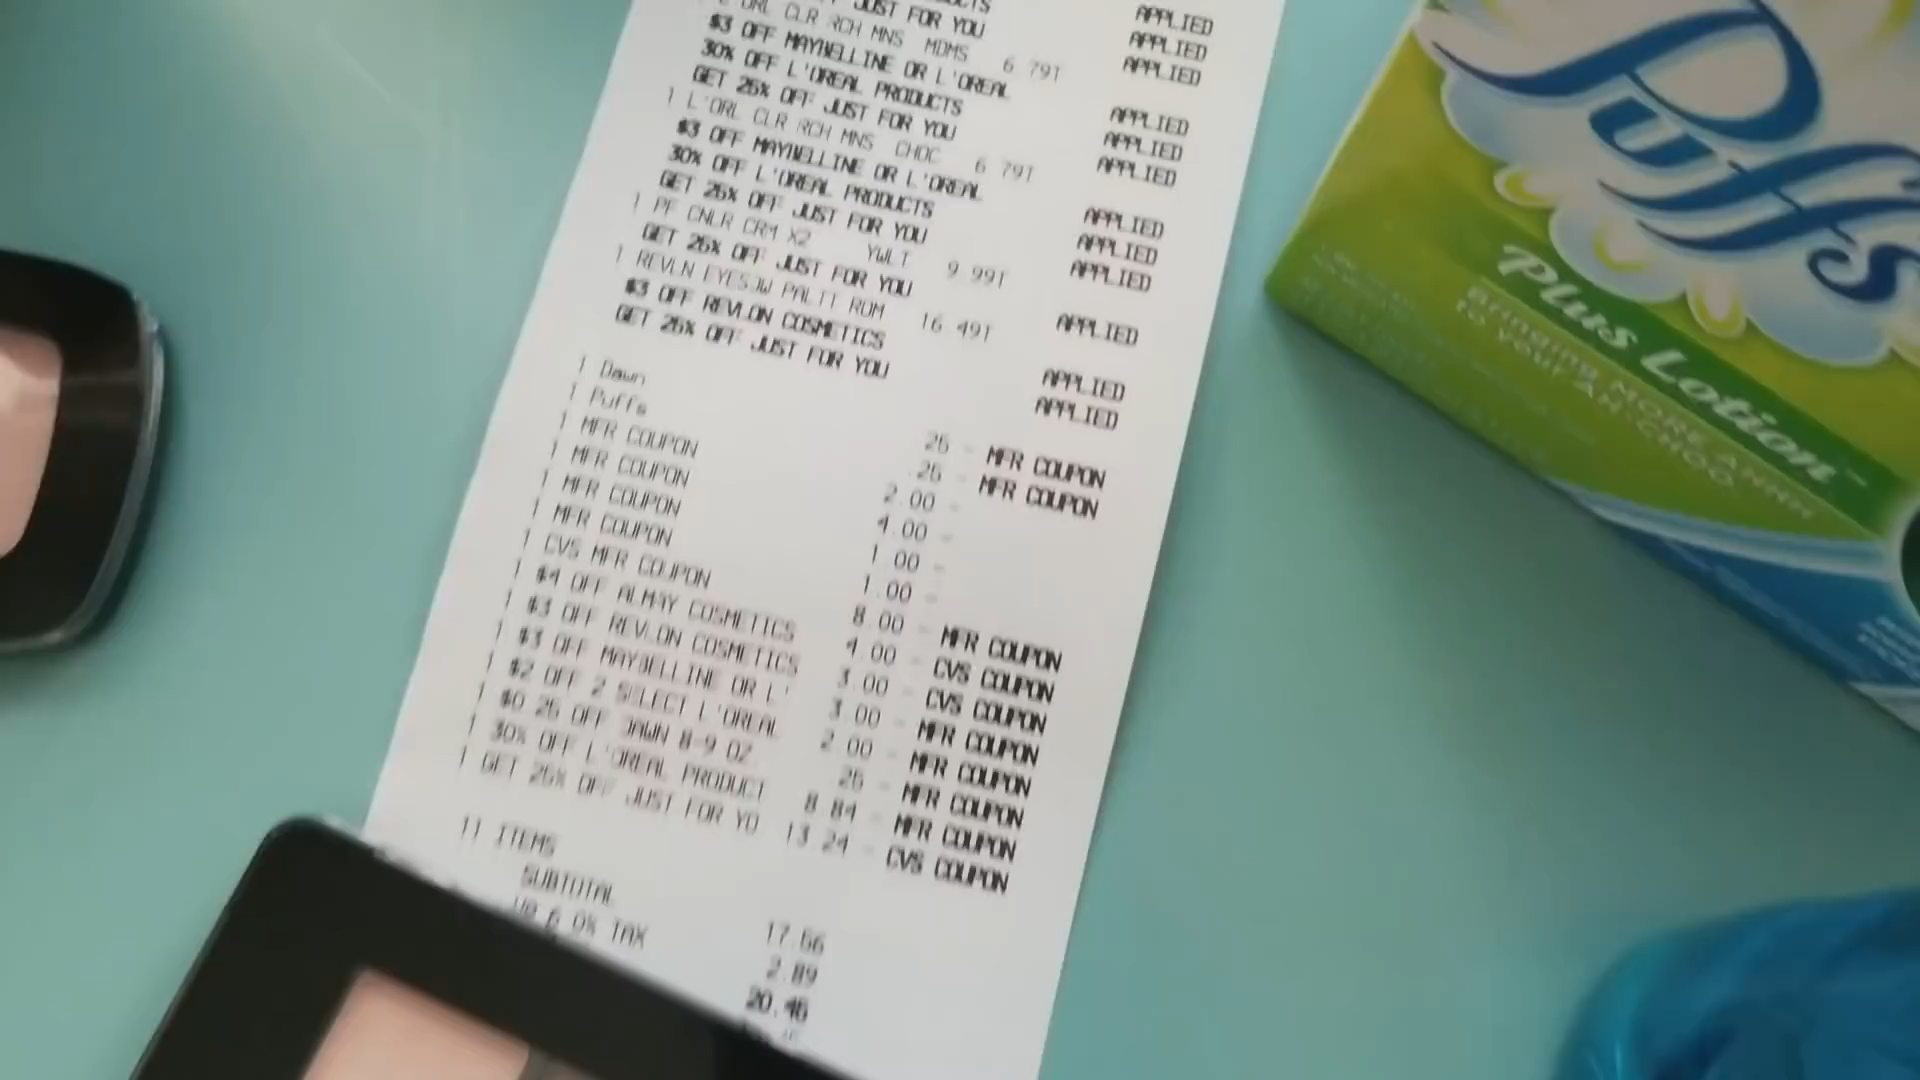 JUST FOR YOU APPLIED
CLR RCH MNS MDMS 6.79T APPLIED
$3 OFF MAYBELLINE OR L'OREAL APPLIED
30% OFF L'OREAL PRODUCTS APPLIED
GET 25% OFF JUST FOR YOU APPLIED
1 L'ORL CLR RCH MNS CHOC 6.79T
$3 OFF MAYBELLINE OR L'OREAL APPLIED
30% OFF L'OREAL PRODUCTS APPLIED
GET 25% OFF JUST FOR YOU APPLIED
1 PF CNLR CRM X2 YWLT 9.99T
GET 25% OFF JUST FOR YOU APPLIED
1 REVLN EYESDW PALTT ROM 16.49T
$3 OFF REVLON COSMETICS APPLIED
GET 25% OFF JUST FOR YOU APPLIED
1 Dawn .25 - MFR COUPON
1 Puffs .25 - MFR COUPON
1 MFR COUPON 2.00 -
1 MFR COUPON 4.00 -
1 MFR COUPON 1.00 -
1 MFR COUPON 1.00 -
1 CVS MFR COUPON 8.00 - MFR COUPON
1 $4 OFF ALMAY COSMETICS 4.00 - CVS COUPON
1 $3 OFF REVLON COSMETICS 3.00 - CVS COUPON
1 $3 OFF MAYBELLINE OR L' 3.00 - MFR COUPON
1 $2 OFF 2 SELECT L'OREAL 2.00 - MFR COUPON
1 $0.25 OFF DAWN 8-9 OZ. .25 - MFR COUPON
1 30% OFF L'OREAL PRODUCT 8.84 - MFR COUPON
1 GET 25% OFF JUST FOR YO 13.24 - CVS COUPON
11 ITEMS
SUBTOTAL 17.56
6.0% TAX 2.89
20.45
Puffs
Plus Lotion
BRINGING MORE
TO YOUR